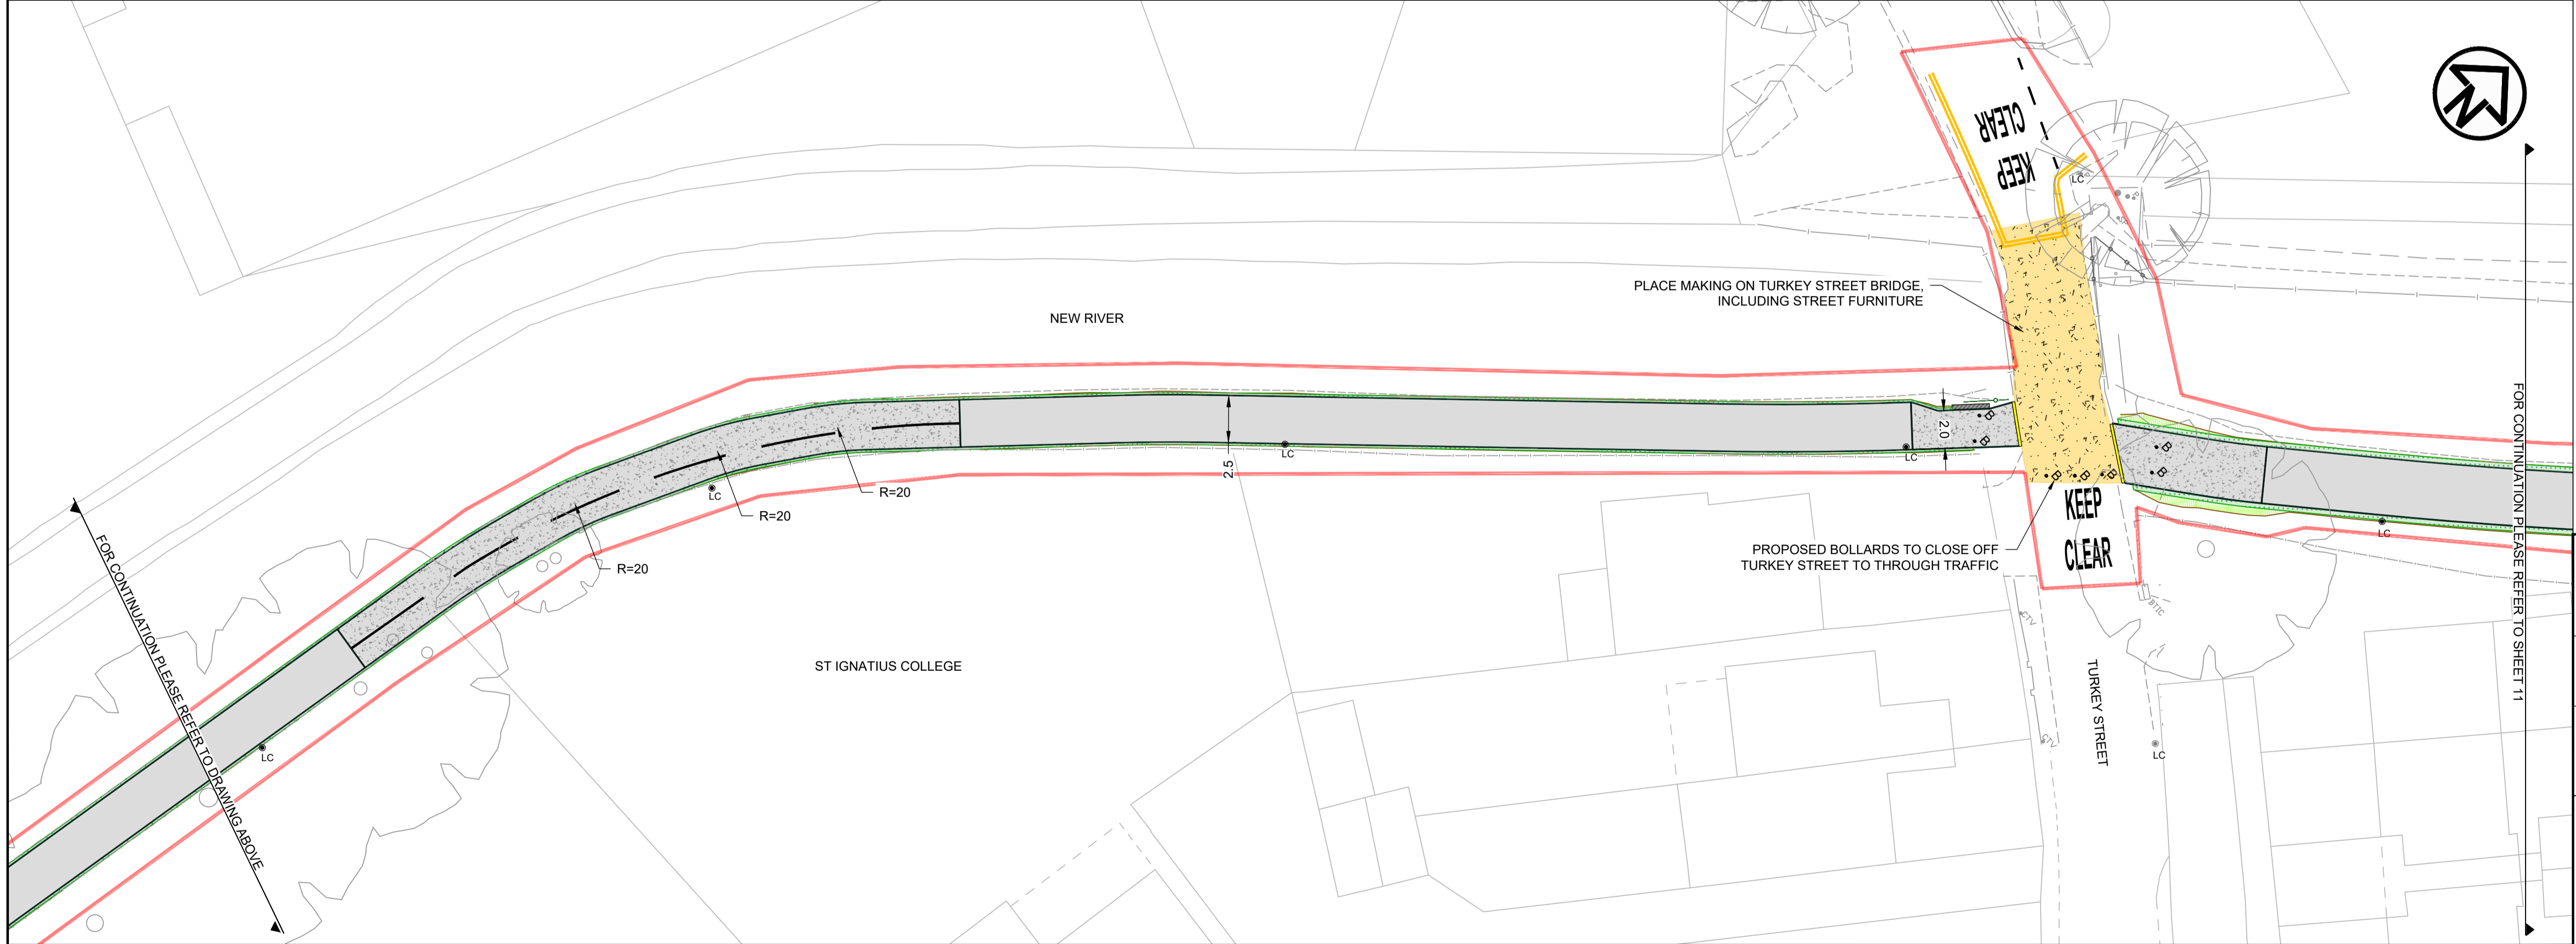 KEEP
CLEAR
LC
PLACE MAKING ON TURKEY STREET BRIDGE,
INCLUDING STREET FURNITURE
NEW RIVER
2.5
2.0
B
B
B
B
B
B
B
LC
LC
LC
LC
R=20
R=20
R=20
KEEP
CLEAR
PROPOSED BOLLARDS TO CLOSE OFF
TURKEY STREET TO THROUGH TRAFFIC
FOR CONTINUATION PLEASE REFER TO DRAWING ABOVE
FOR CONTINUATION PLEASE REFER TO SHEET 11
ST IGNATIUS COLLEGE
BTIC
CTV
CTV
TURKEY STREET
LC
LC